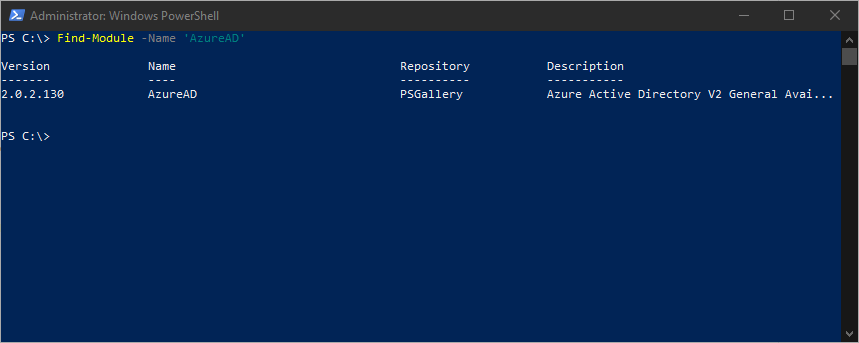 Administrator: Windows PowerShell
PS C:\> Find-Module -Name 'AzureAD'
Version Name Repository Description
------- ---- ---------- -----------
2.0.2.130 AzureAD PSGallery Azure Active Directory V2 General Avai...
PS C:\>